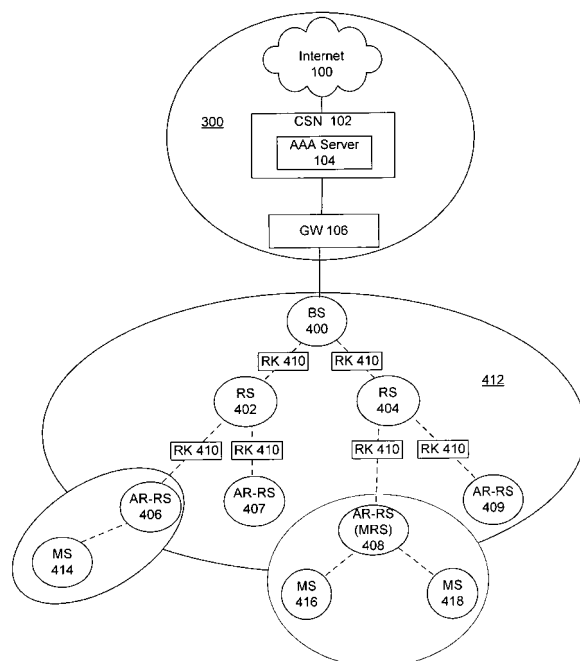 Internet
100
300
CSN 102
AAA Server
104
GW 106
BS
400
RK 410
RK 410
412
RS
402
RS
404
RK 410
RK 410
RK 410
RK 410
AR-RS
406
AR-RS
407
AR-RS
(MRS)
408
AR-RS
409
MS
414
MS
416
MS
418